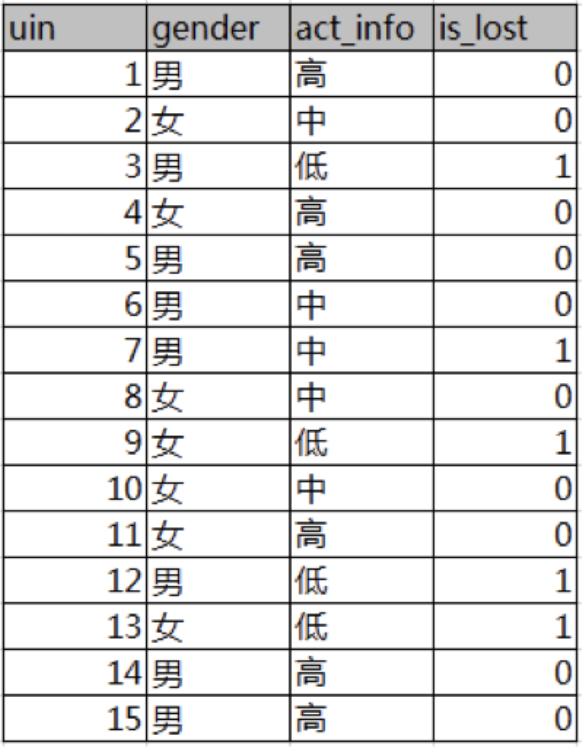 uin gender act_info is_lost
1 男 高 0
2 女 中 0
3 男 低 1
4 女 高 0
5 男 高 0
6 男 中 0
7 男 中 1
8 女 中 0
9 女 低 1
10 女 中 0
11 女 高 0
12 男 低 1
13 女 低 1
14 男 高 0
15 男 高 0